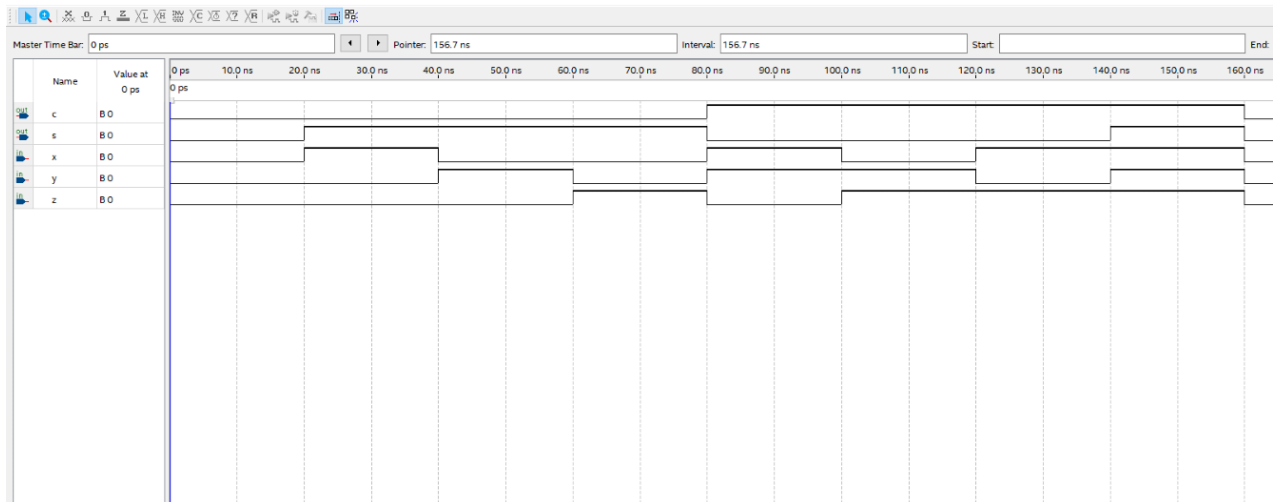 Master Time Bar: 0 ps Pointer: 156.7 ns Interval: 156.7 ns Start: End:
Name Value at 0 ps 0 ps 10.0 ns 20.0 ns 30.0 ns 40.0 ns 50.0 ns 60.0 ns 70.0 ns 80.0 ns 90.0 ns 100.0 ns 110.0 ns 120.0 ns 130.0 ns 140.0 ns 150.0 ns 160.0 ns
0 ps
out c B 0
out s B 0
in x B 0
in y B 0
in z B 0